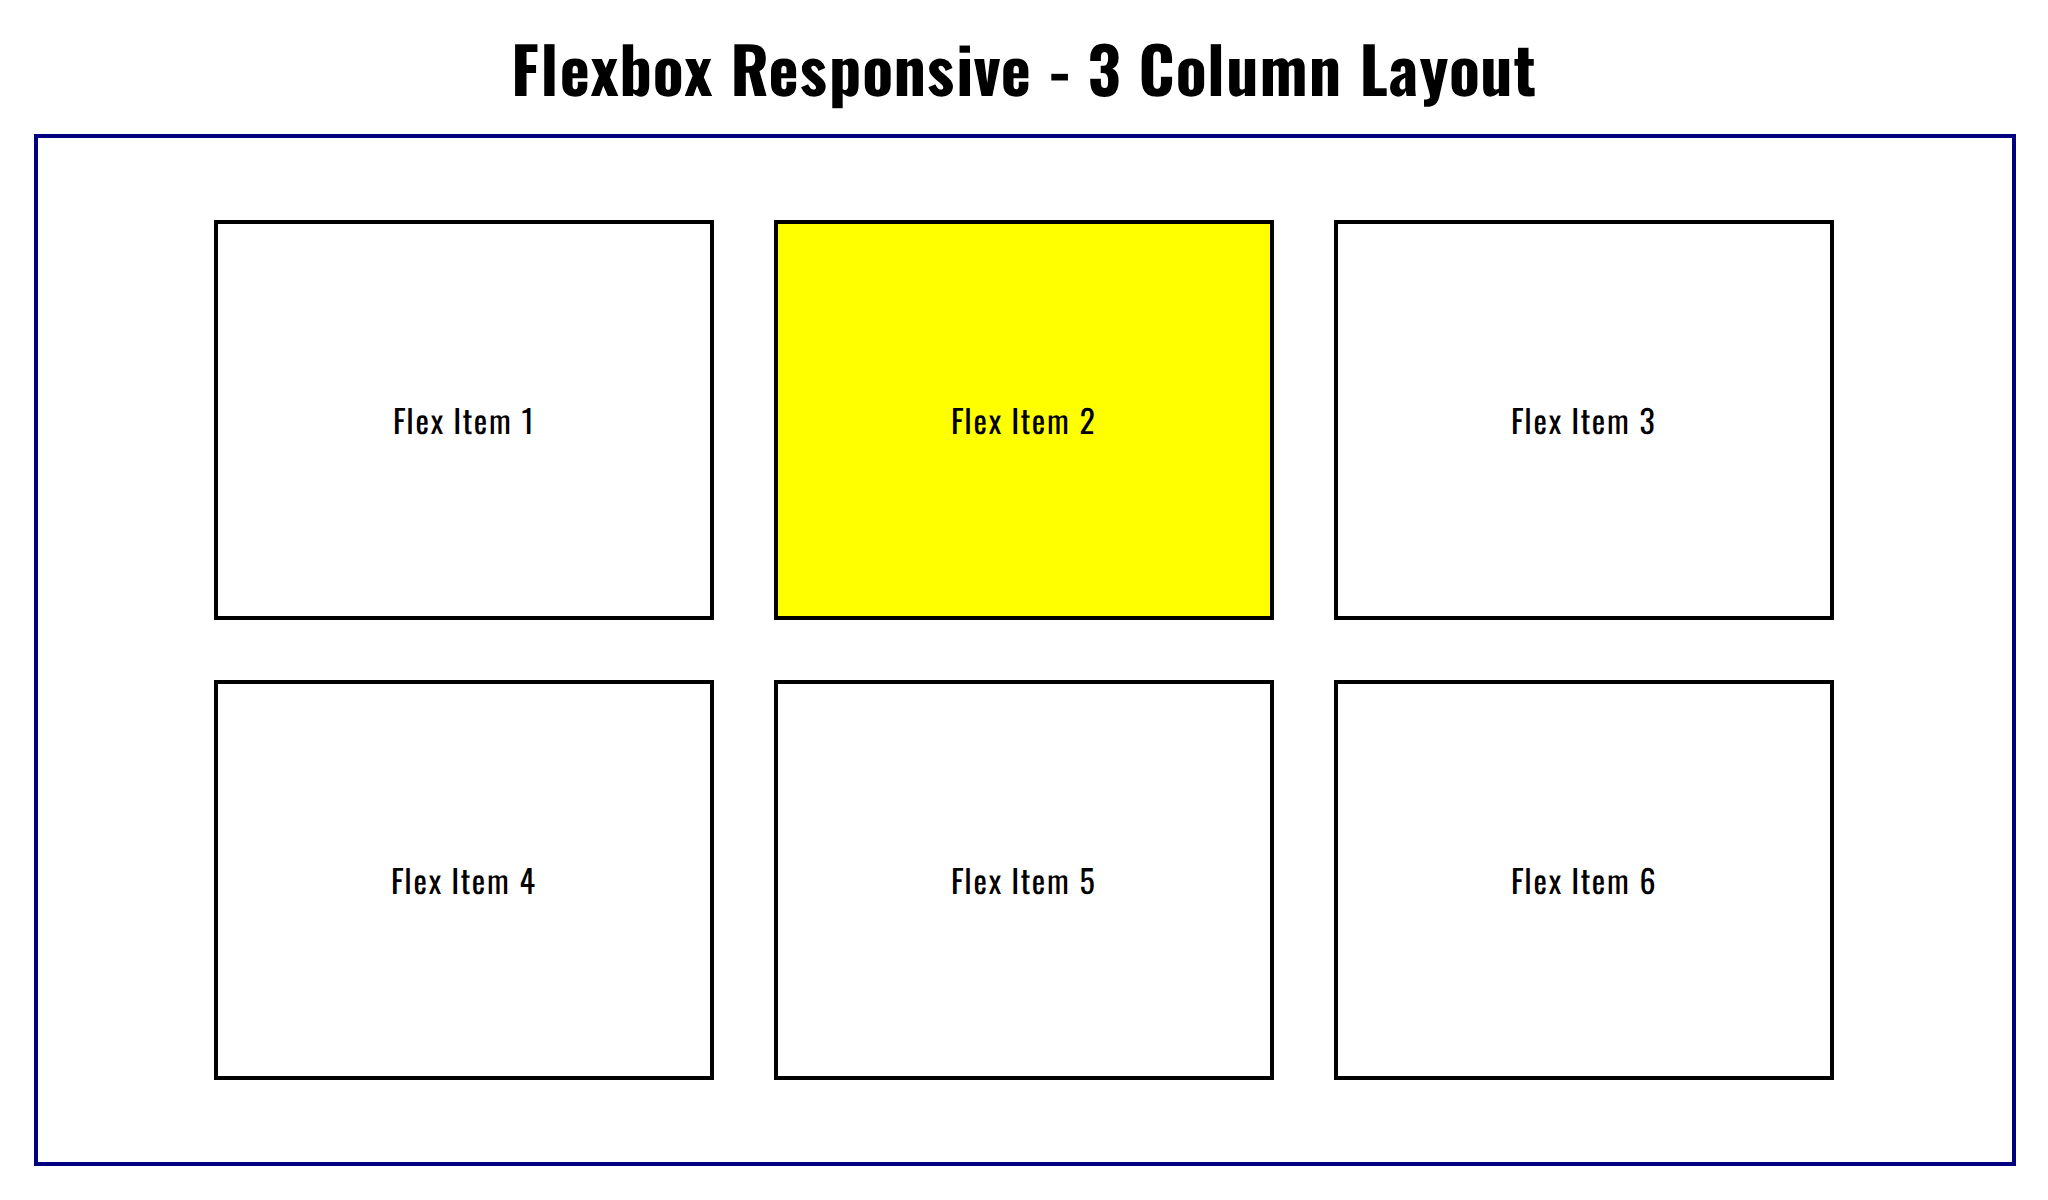 Flexbox Responsive - 3 Column Layout
Flex Item 1
Flex Item 2
Flex Item 3
Flex Item 4
Flex Item 5
Flex Item 6